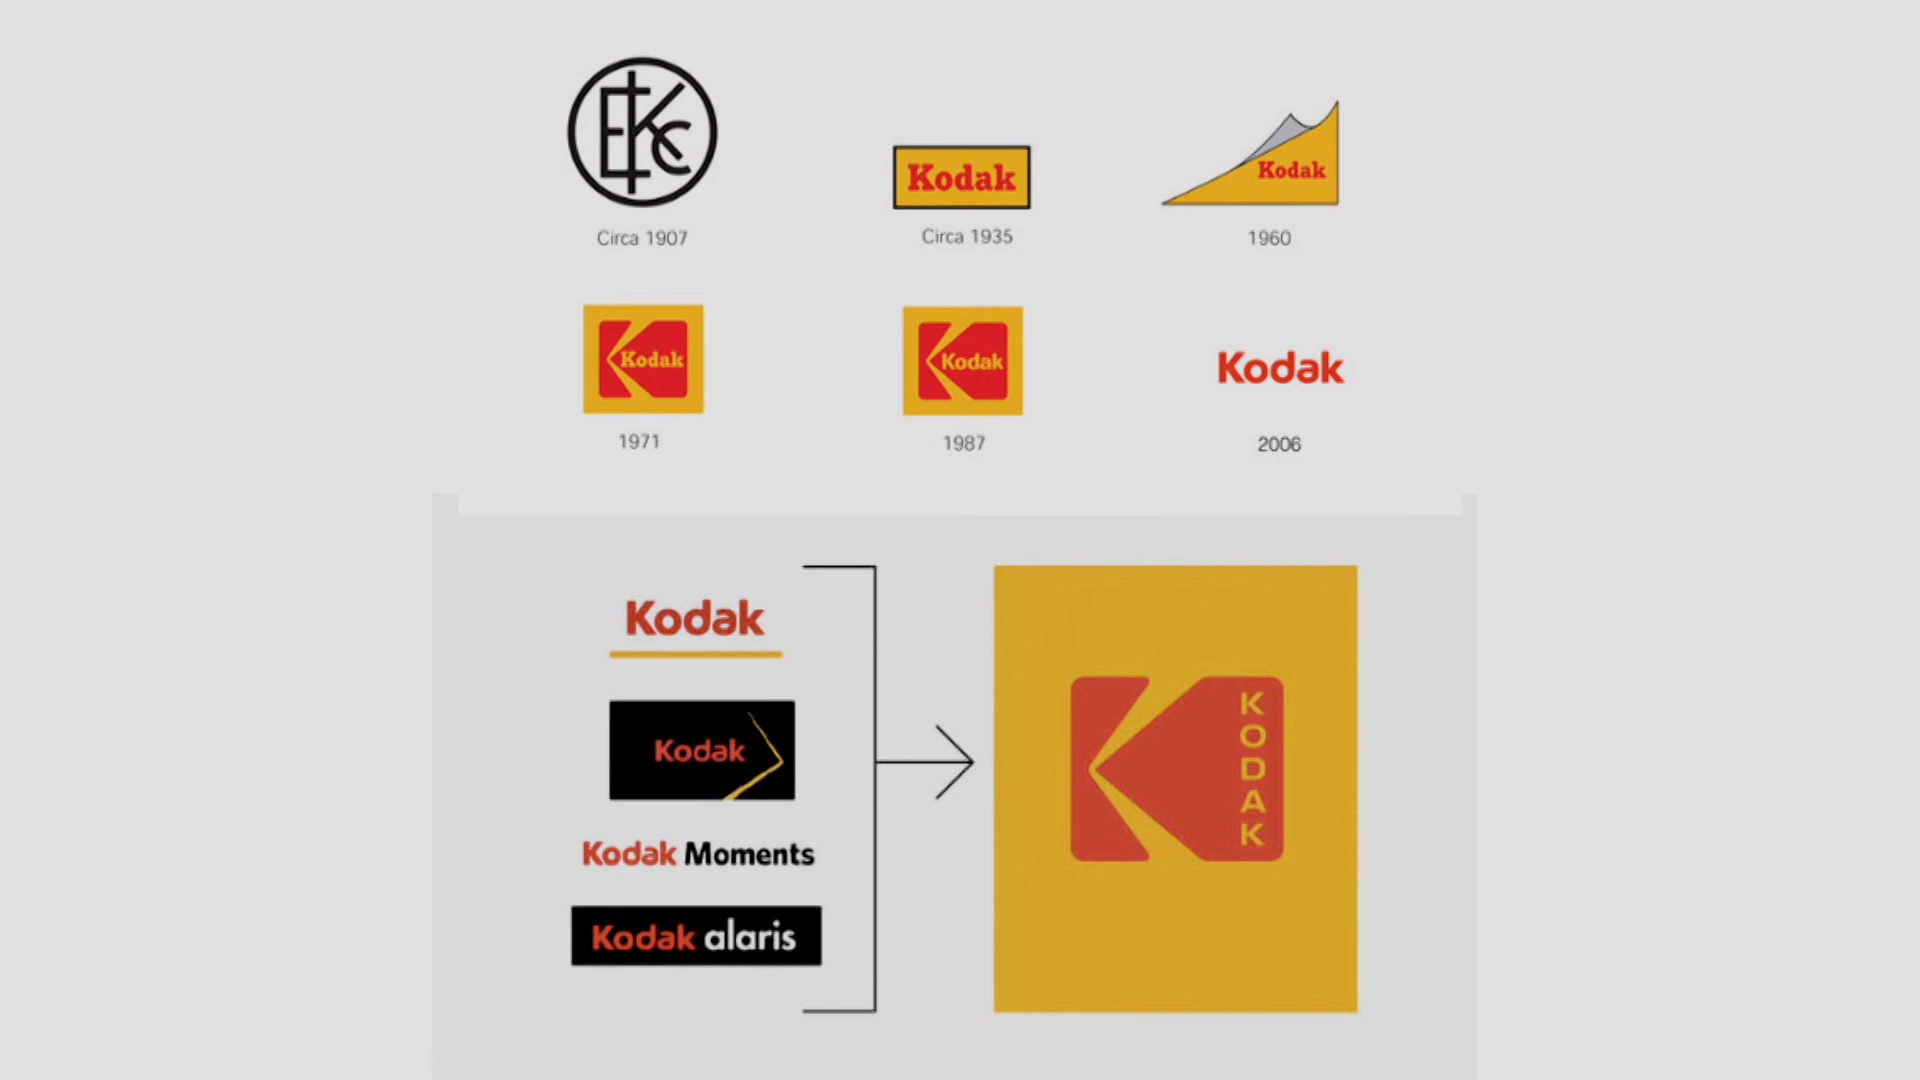 EKC
Circa 1907
Kodak
Circa 1935
Kodak
1960
Kodak
1971
Kodak
1987
Kodak
2006
Kodak
Kodak
Kodak Moments
Kodak alaris
KODAK